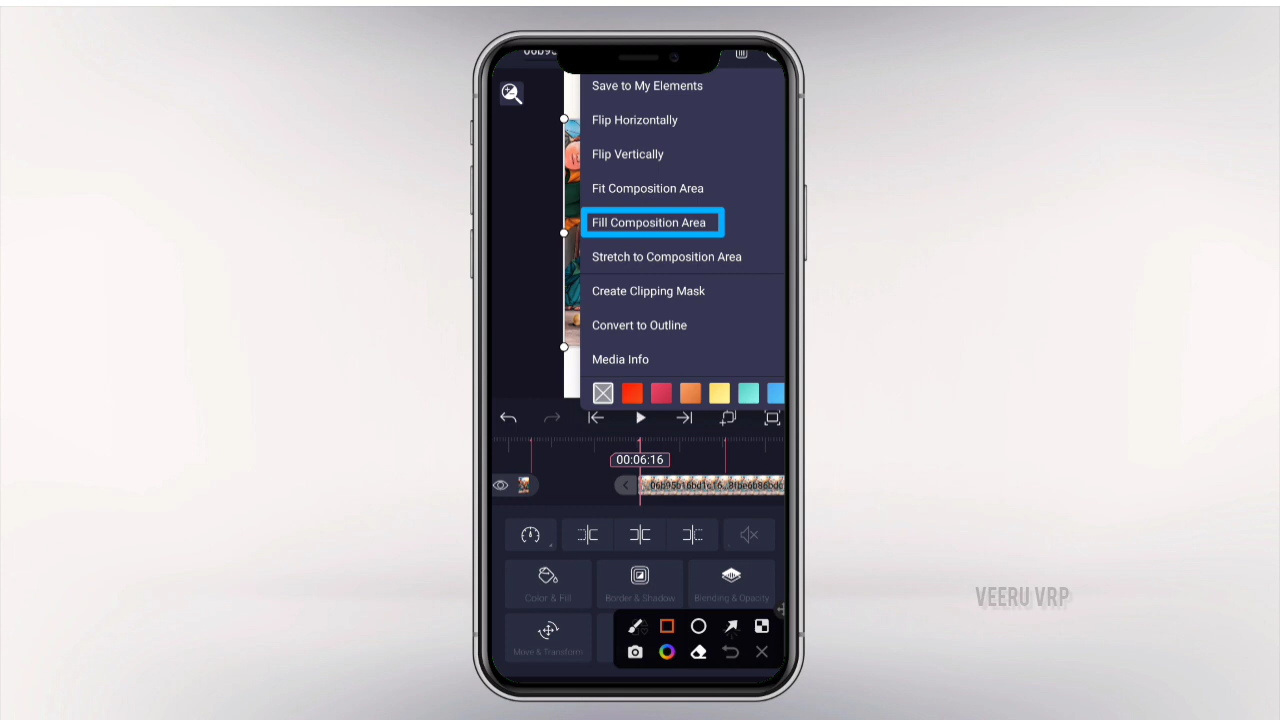 Save to My Elements
Flip Horizontally
Flip Vertically
Fit Composition Area
Fill Composition Area
Stretch to Composition Area
Create Clipping Mask
Convert to Outline
Media Info
00:06:16
Color & Fill
Border & Shadow
Blending & Opacity
Move & Transform
VEERU VRP